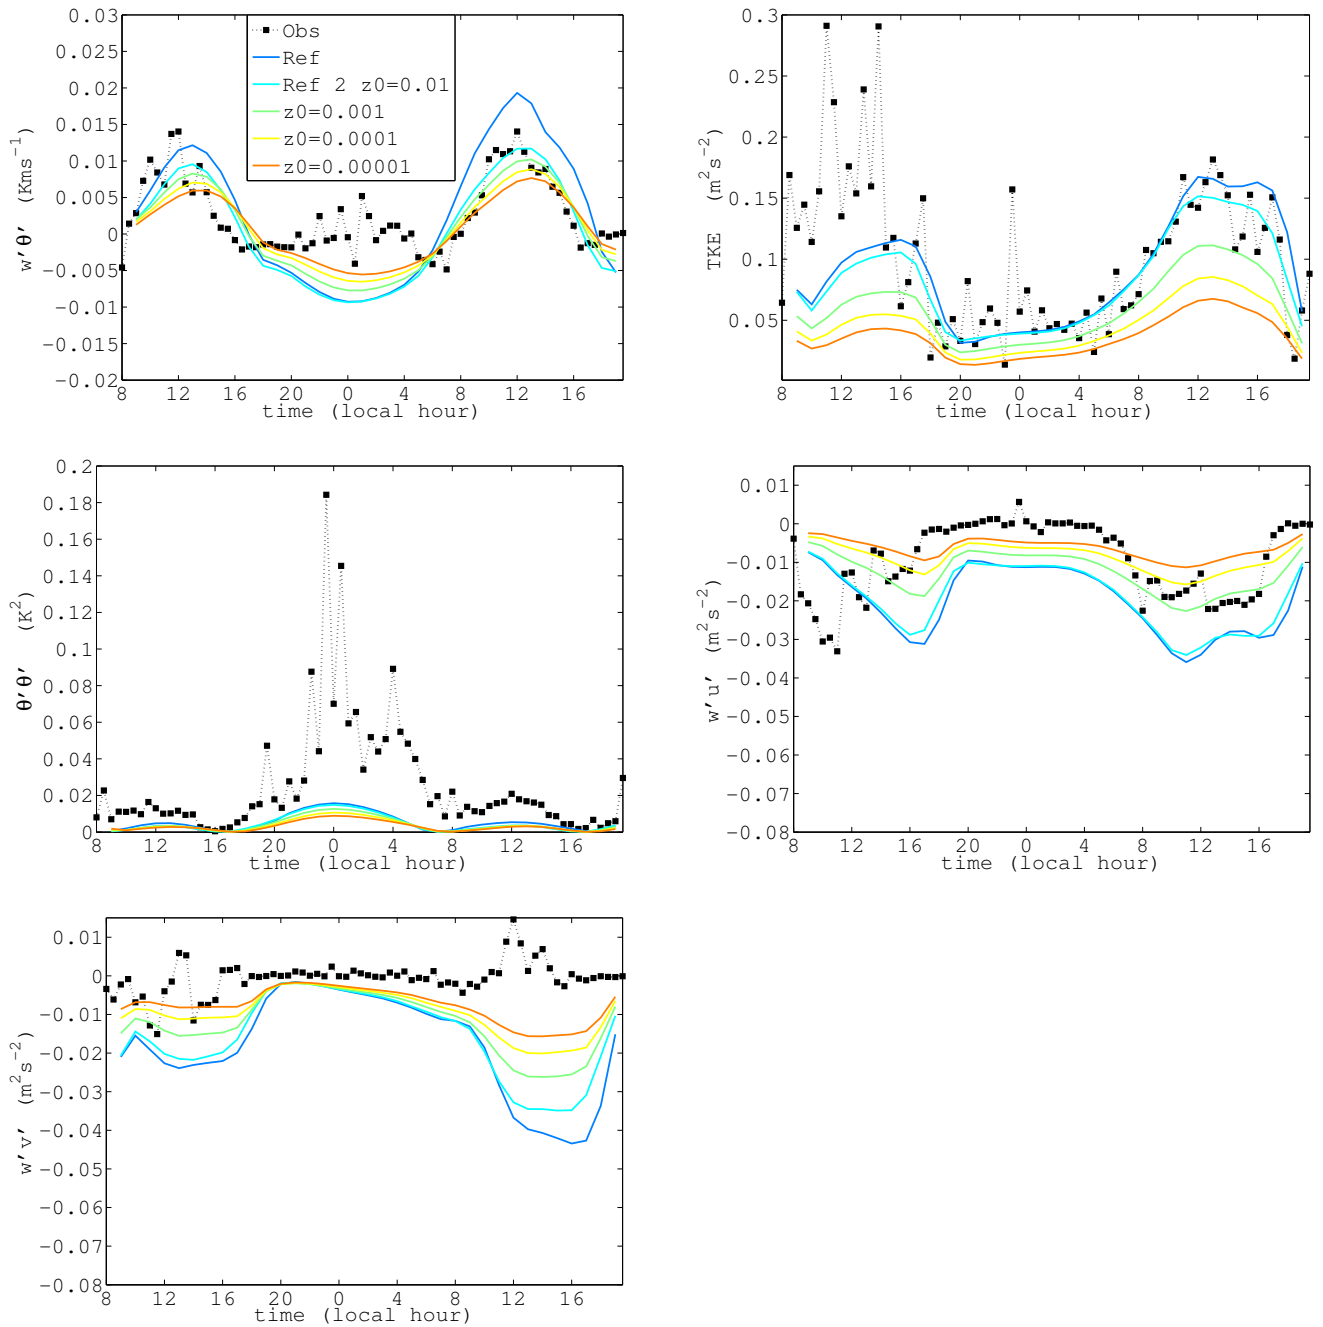 0.03
0.025
0.02
0.015
0.01
0.005
0
−0.005
−0.01
−0.015
−0.02
w'θ' (Kms⁻¹)
Obs
Ref
Ref 2 z0=0.01
z0=0.001
z0=0.0001
z0=0.00001
8 12 16 20 0 4 8 12 16
time (local hour)
0.3
0.25
0.2
0.15
0.1
0.05
TKE (m²s⁻²)
8 12 16 20 0 4 8 12 16
time (local hour)
0.2
0.18
0.16
0.14
0.12
0.1
0.08
0.06
0.04
0.02
0
θ'θ' (K²)
8 12 16 20 0 4 8 12 16
time (local hour)
0.01
0
−0.01
−0.02
−0.03
−0.04
−0.05
−0.06
−0.07
−0.08
w'u' (m²s⁻²)
8 12 16 20 0 4 8 12 16
time (local hour)
0.01
0
−0.01
−0.02
−0.03
−0.04
−0.05
−0.06
−0.07
−0.08
w'v' (m²s⁻²)
8 12 16 20 0 4 8 12 16
time (local hour)